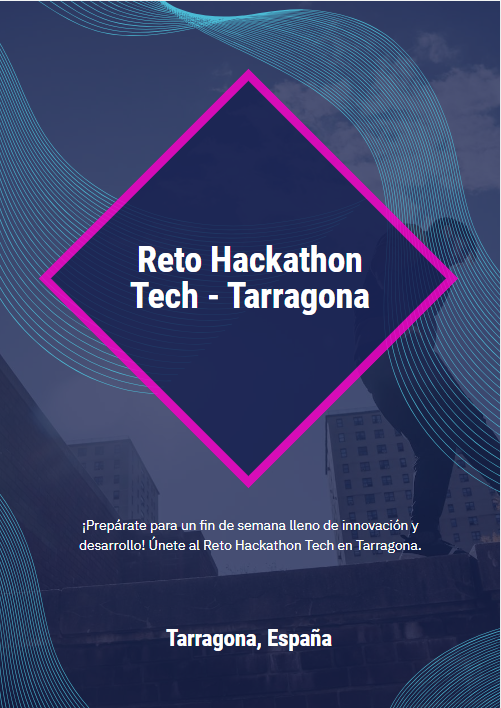 Reto Hackathon
Tech - Tarragona
¡Prepárate para un fin de semana lleno de innovación y
desarrollo! Únete al Reto Hackathon Tech en Tarragona.
Tarragona, España